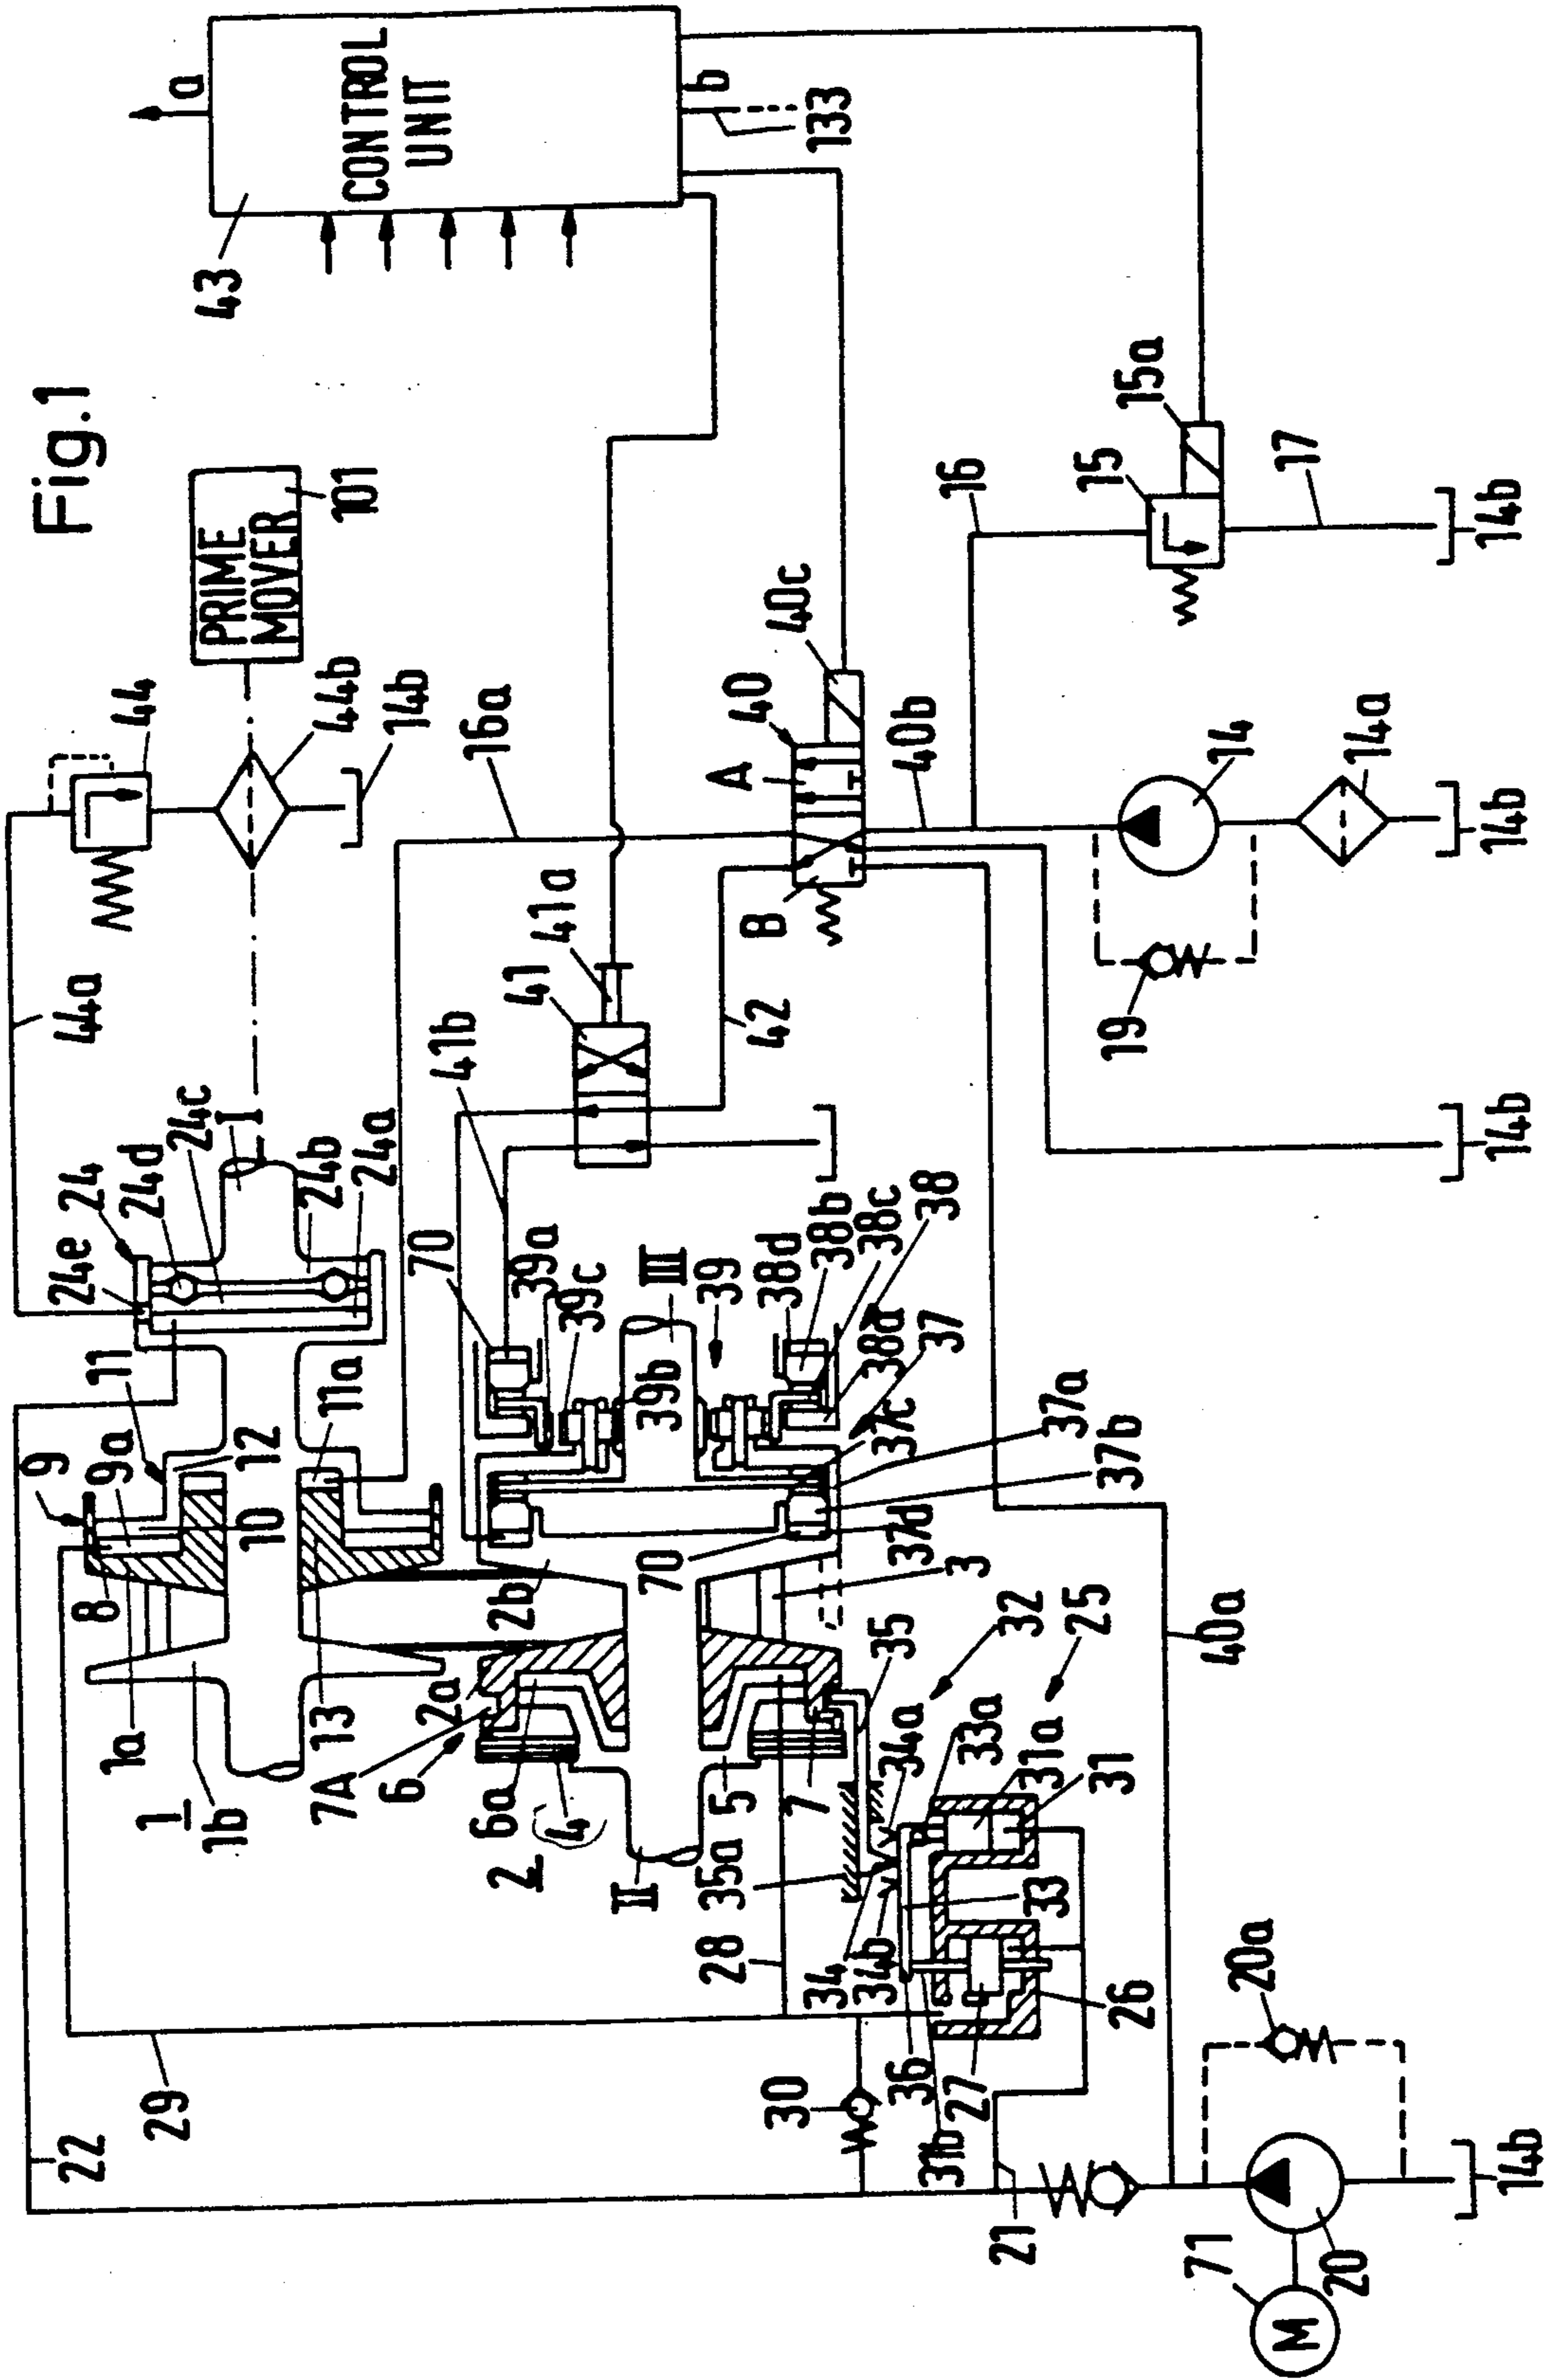 Fig.1
CONTROL
UNIT
a
b
133
43
PRIME
MOVER
101
44
44b
14b
44a
16a
40
A
B
40c
40b
16
15
15a
17
14b
14
14a
14b
19
14b
41
41a
41b
42
24
24e
24d
24c
I
24b
24a
70
39a
39c
III
39
39b
38d
38b
38c
38
38a
37
37c
37a
37b
37d
70
3
9
9a
11
12
10
11a
8
1a
1
1b
13
2b
2a
7A
6
6a
2
4
II
5
7
35
32
25
40a
35a
34a
33a
31a
31
28
34
34b
33
36
27
26
31b
30
29
22
21
20a
20
71
M
14b